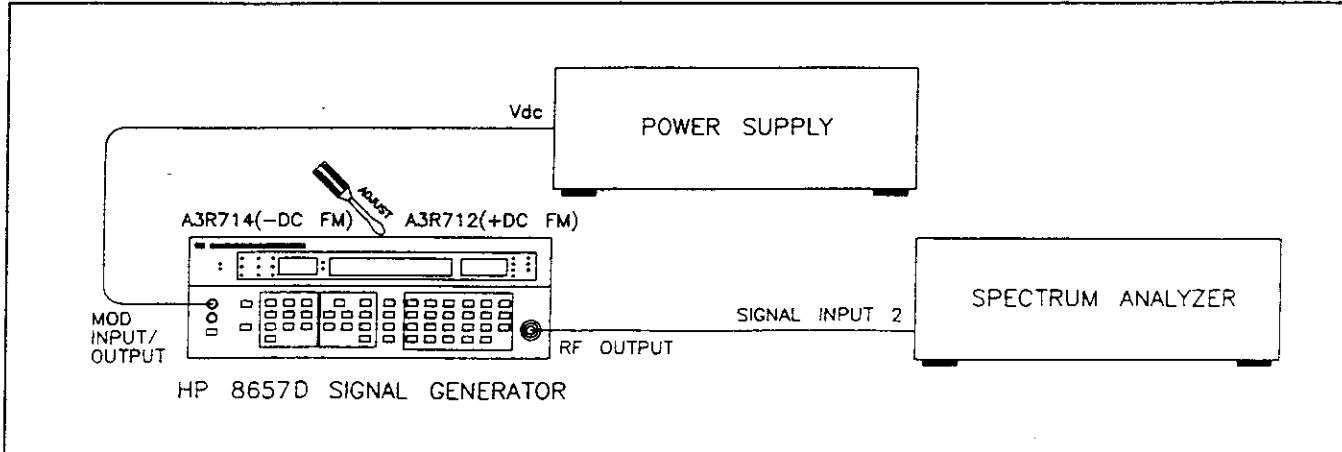 Vdc
POWER SUPPLY
ADJUST
A3R714(-DC FM)
A3R712(+DC FM)
SPECTRUM ANALYZER
MOD
INPUT/
OUTPUT
SIGNAL INPUT 2
RF OUTPUT
HP 8657D SIGNAL GENERATOR